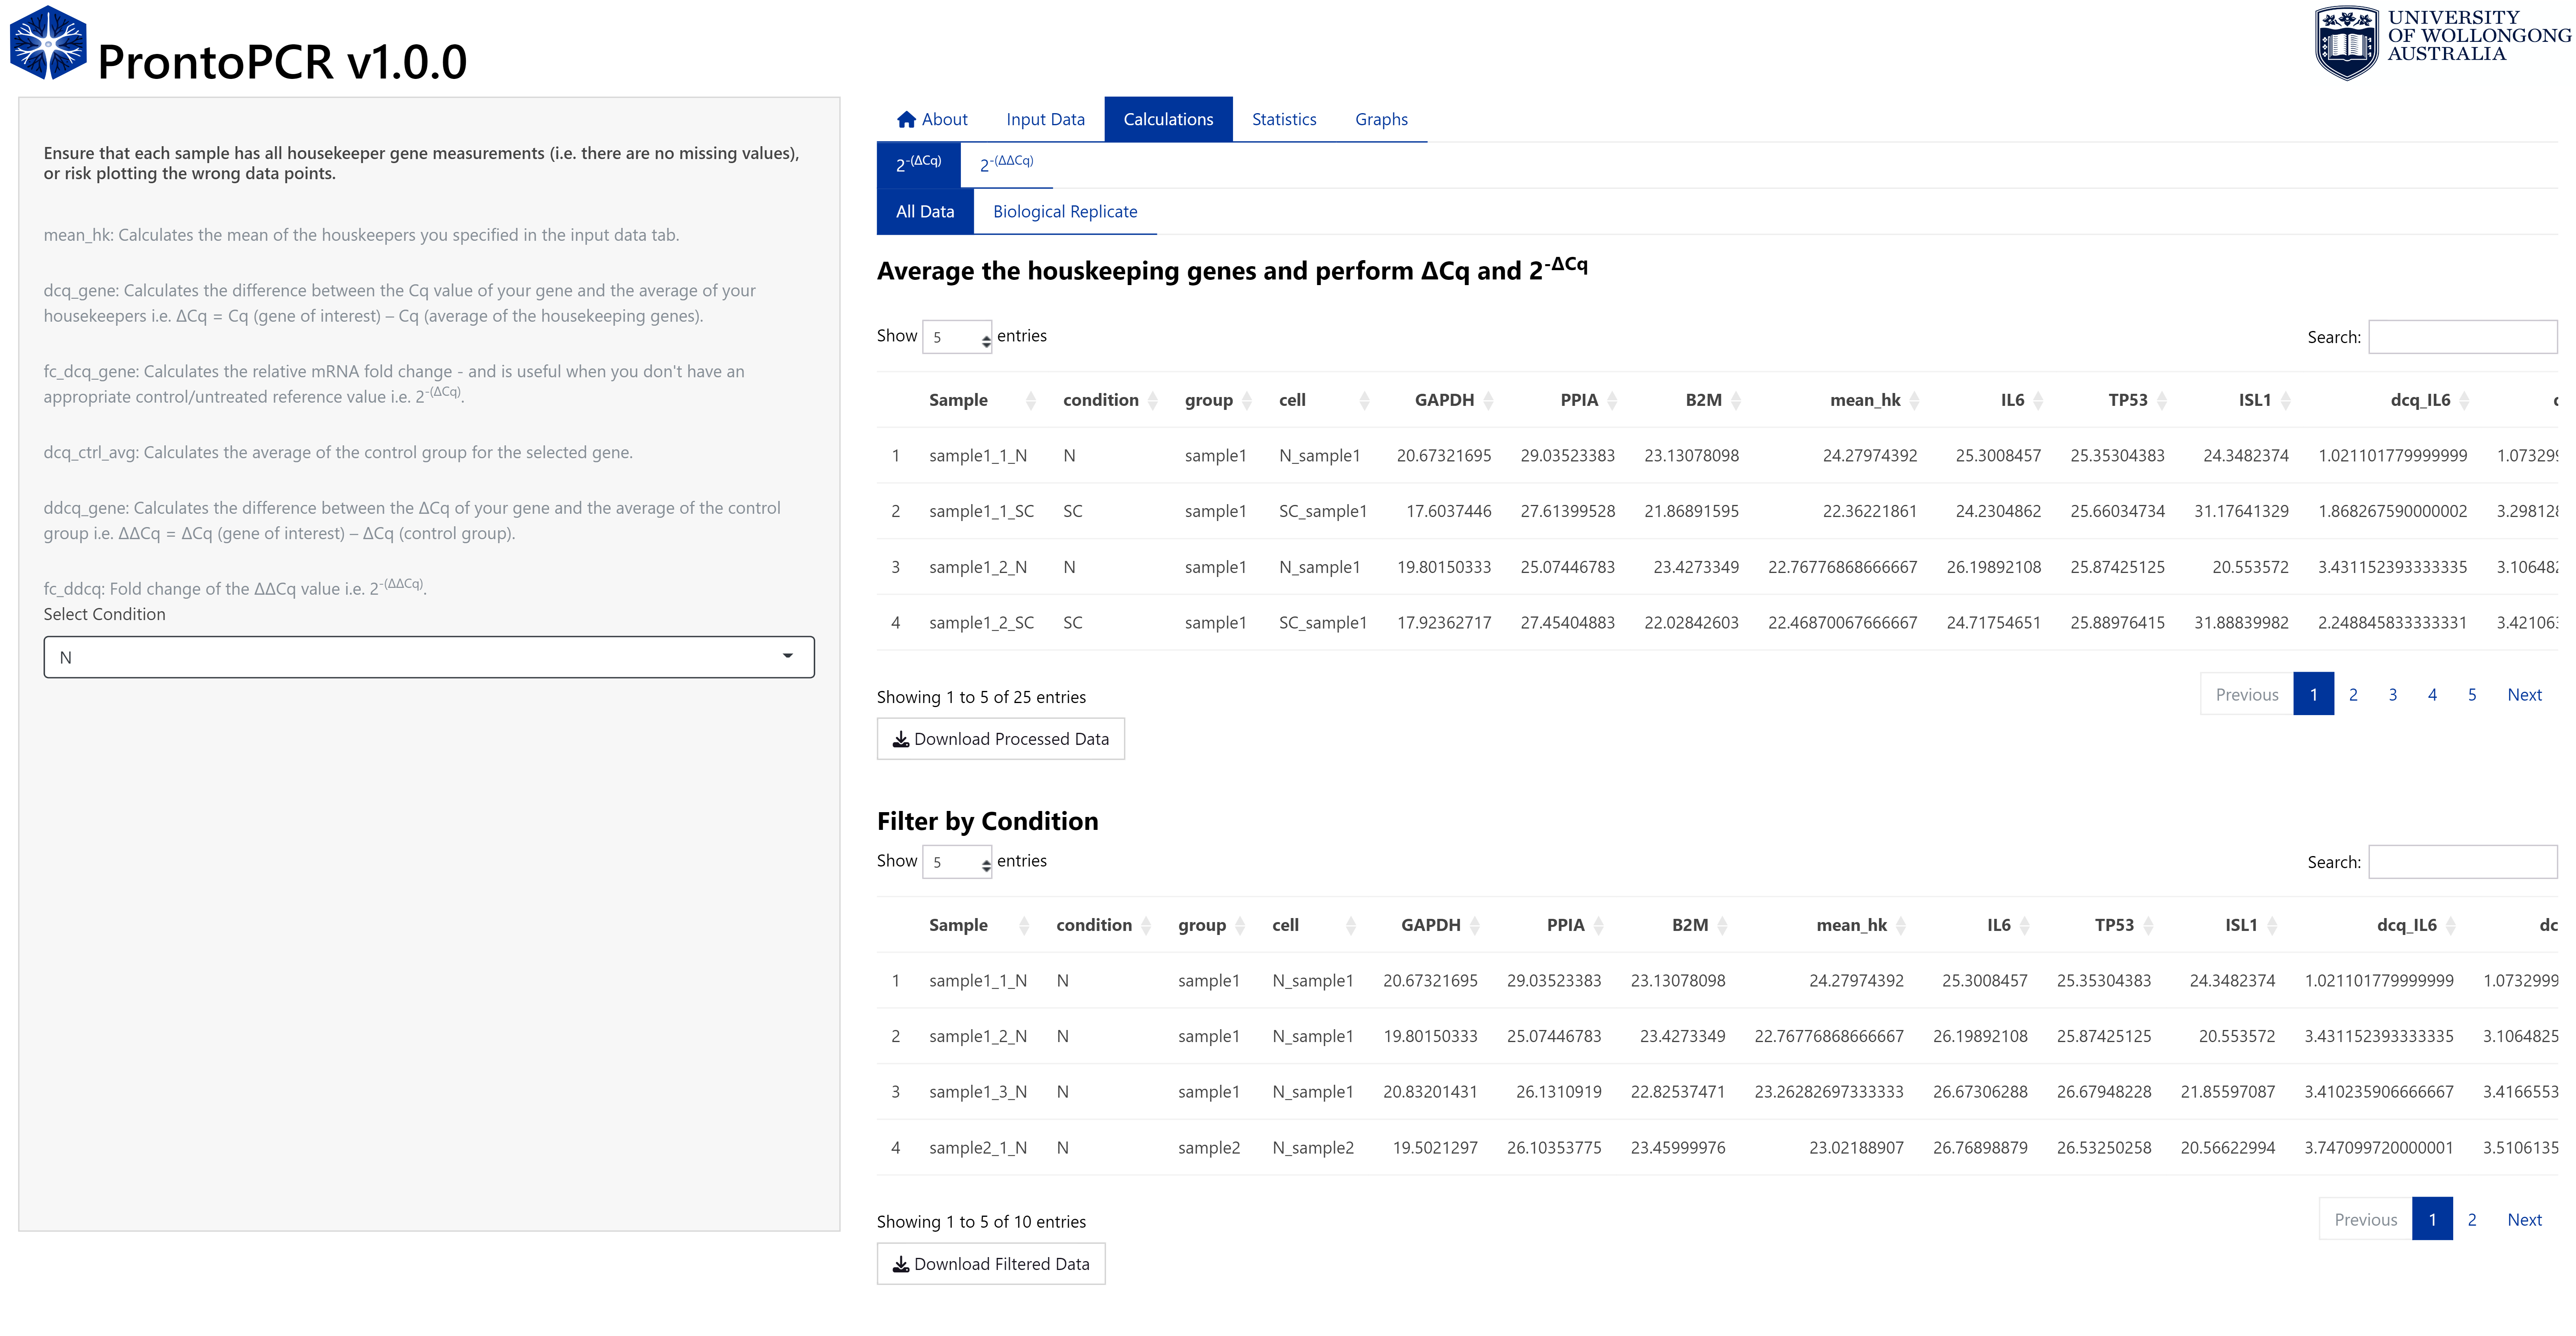 ProntoPCR v1.0.0
UNIVERSITY
OF WOLLONGONG
AUSTRALIA
Ensure that each sample has all housekeeper gene measurements (i.e. there are no missing values),
or risk plotting the wrong data points.
mean_hk: Calculates the mean of the houskeepers you specified in the input data tab.
dcq_gene: Calculates the difference between the Cq value of your gene and the average of your
housekeepers i.e. ΔCq = Cq (gene of interest) – Cq (average of the housekeeping genes).
fc_dcq_gene: Calculates the relative mRNA fold change - and is useful when you don't have an
appropriate control/untreated reference value i.e. 2-(ΔCq).
dcq_ctrl_avg: Calculates the average of the control group for the selected gene.
ddcq_gene: Calculates the difference between the ΔCq of your gene and the average of the control
group i.e. ΔΔCq = ΔCq (gene of interest) – ΔCq (control group).
fc_ddcq: Fold change of the ΔΔCq value i.e. 2-(ΔΔCq).
Select Condition
N
About Input Data Calculations Statistics Graphs
2-(ΔCq) 2-(ΔΔCq)
All Data Biological Replicate
Average the houskeeping genes and perform ΔCq and 2-ΔCq
Show 5 entries Search:
Sample condition group cell GAPDH PPIA B2M mean_hk IL6 TP53 ISL1 dcq_IL6
1 sample1_1_N N sample1 N_sample1 20.67321695 29.03523383 23.13078098 24.27974392 25.3008457 25.35304383 24.3482374 1.021101779999999 1.07329
2 sample1_1_SC SC sample1 SC_sample1 17.6037446 27.61399528 21.86891595 22.36221861 24.2304862 25.66034734 31.17641329 1.868267590000002 3.29812
3 sample1_2_N N sample1 N_sample1 19.80150333 25.07446783 23.4273349 22.76776868666667 26.19892108 25.87425125 20.553572 3.431152393333335 3.10648
4 sample1_2_SC SC sample1 SC_sample1 17.92362717 27.45404883 22.02842603 22.46870067666667 24.71754651 25.88976415 31.88839982 2.248845833333331 3.42106
Showing 1 to 5 of 25 entries Previous 1 2 3 4 5 Next
Download Processed Data
Filter by Condition
Show 5 entries Search:
Sample condition group cell GAPDH PPIA B2M mean_hk IL6 TP53 ISL1 dcq_IL6 dc
1 sample1_1_N N sample1 N_sample1 20.67321695 29.03523383 23.13078098 24.27974392 25.3008457 25.35304383 24.3482374 1.021101779999999 1.0732999
2 sample1_2_N N sample1 N_sample1 19.80150333 25.07446783 23.4273349 22.76776868666667 26.19892108 25.87425125 20.553572 3.431152393333335 3.1064825
3 sample1_3_N N sample1 N_sample1 20.83201431 26.1310919 22.82537471 23.26282697333333 26.67306288 26.67948228 21.85597087 3.410235906666667 3.4166553
4 sample2_1_N N sample2 N_sample2 19.5021297 26.10353775 23.45999976 23.02188907 26.76898879 26.53250258 20.56622994 3.747099720000001 3.5106135
Showing 1 to 5 of 10 entries Previous 1 2 Next
Download Filtered Data